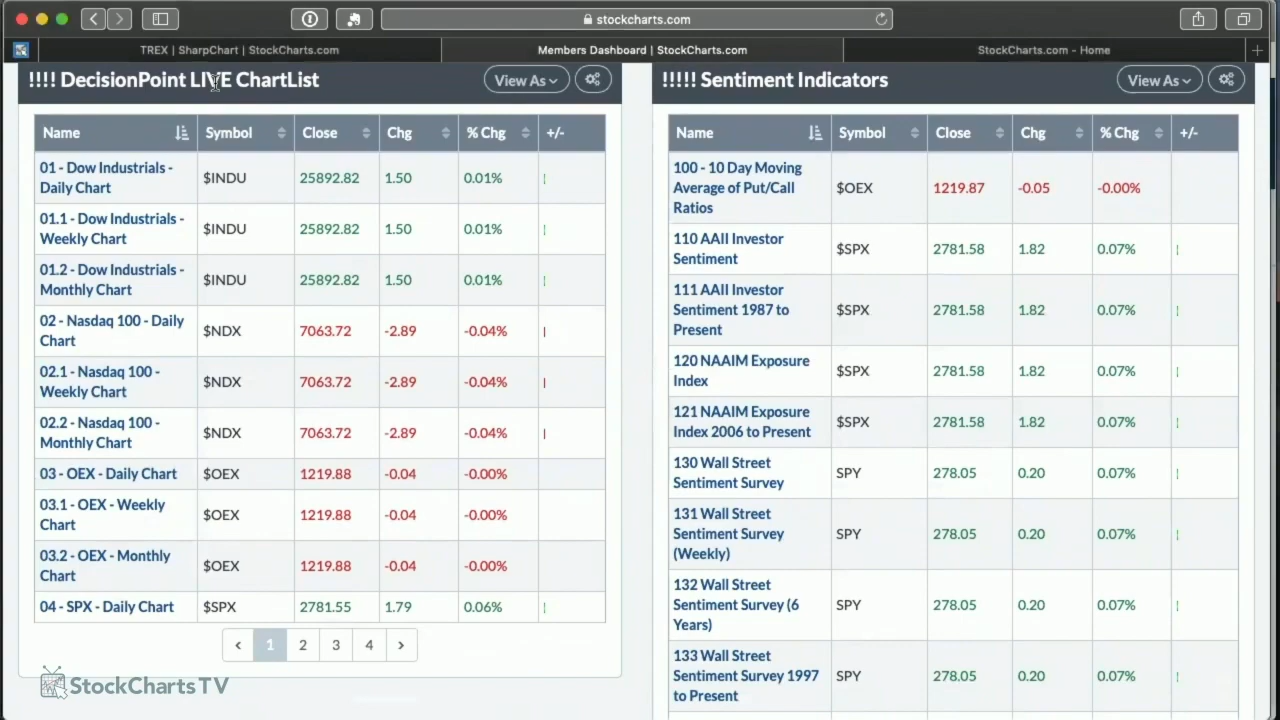 stockcharts.com
TREX | SharpChart | StockCharts.com
Members Dashboard | StockCharts.com
StockCharts.com - Home
!!!! DecisionPoint LIVE ChartList
View As
Name Symbol Close Chg % Chg +/-
01 - Dow Industrials -
Daily Chart
$INDU 25892.82 1.50 0.01%
01.1 - Dow Industrials -
Weekly Chart
$INDU 25892.82 1.50 0.01%
01.2 - Dow Industrials -
Monthly Chart
$INDU 25892.82 1.50 0.01%
02 - Nasdaq 100 - Daily
Chart
$NDX 7063.72 -2.89 -0.04%
02.1 - Nasdaq 100 -
Weekly Chart
$NDX 7063.72 -2.89 -0.04%
02.2 - Nasdaq 100 -
Monthly Chart
$NDX 7063.72 -2.89 -0.04%
03 - OEX - Daily Chart $OEX 1219.88 -0.04 -0.00%
03.1 - OEX - Weekly
Chart
$OEX 1219.88 -0.04 -0.00%
03.2 - OEX - Monthly
Chart
$OEX 1219.88 -0.04 -0.00%
04 - SPX - Daily Chart $SPX 2781.55 1.79 0.06%
‹ 1 2 3 4 ›
StockChartsTV
!!!!! Sentiment Indicators
View As
Name Symbol Close Chg % Chg +/-
100 - 10 Day Moving
Average of Put/Call
Ratios
$OEX 1219.87 -0.05 -0.00%
110 AAII Investor
Sentiment
$SPX 2781.58 1.82 0.07%
111 AAII Investor
Sentiment 1987 to
Present
$SPX 2781.58 1.82 0.07%
120 NAAIM Exposure
Index
$SPX 2781.58 1.82 0.07%
121 NAAIM Exposure
Index 2006 to Present
$SPX 2781.58 1.82 0.07%
130 Wall Street
Sentiment Survey
SPY 278.05 0.20 0.07%
131 Wall Street
Sentiment Survey
(Weekly)
SPY 278.05 0.20 0.07%
132 Wall Street
Sentiment Survey (6
Years)
SPY 278.05 0.20 0.07%
133 Wall Street
Sentiment Survey 1997
to Present
SPY 278.05 0.20 0.07%